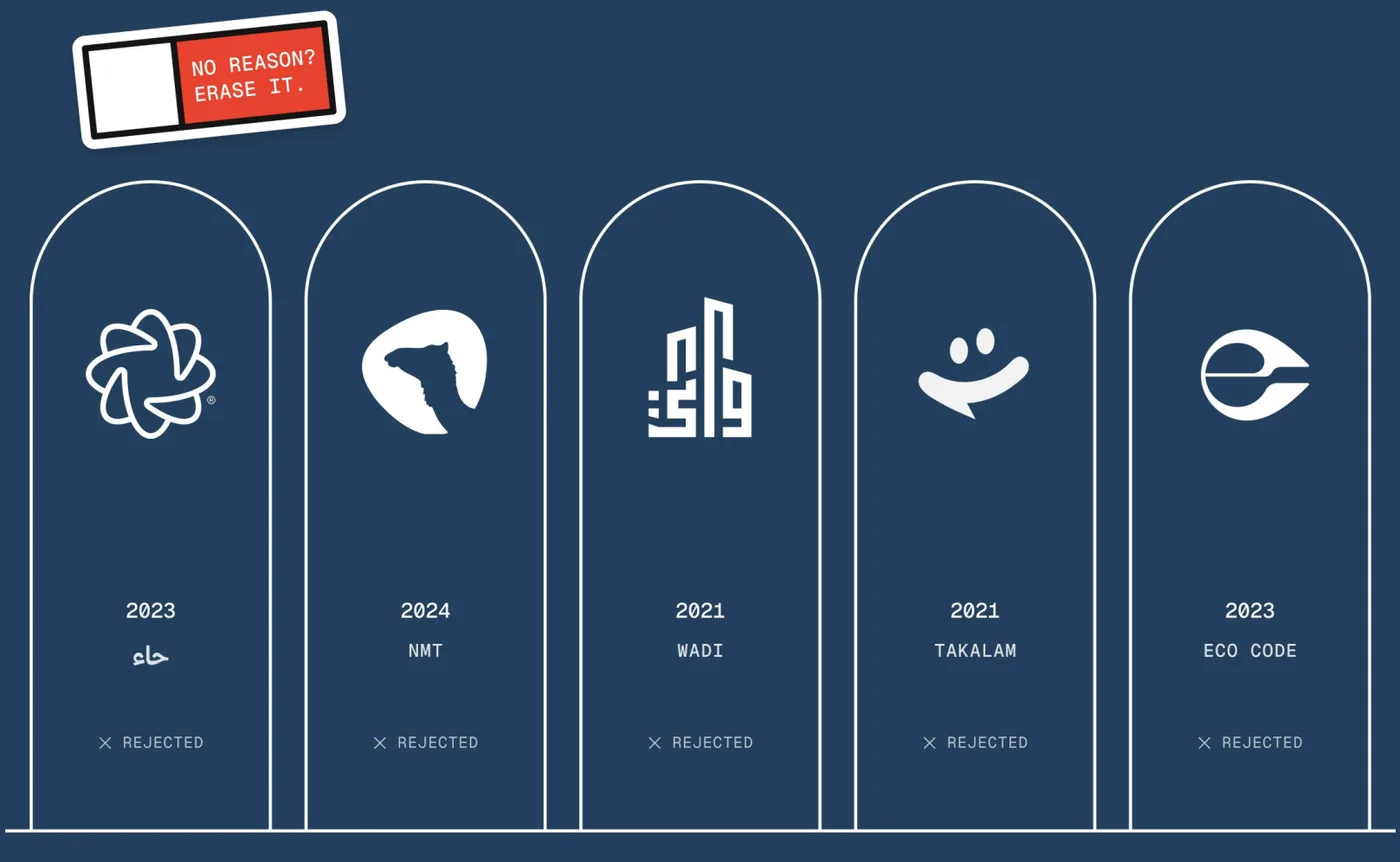 NO REASON?
ERASE IT.
®
وادي
2023
حاء
× REJECTED
2024
NMT
× REJECTED
2021
WADI
× REJECTED
2021
TAKALAM
× REJECTED
2023
ECO CODE
× REJECTED